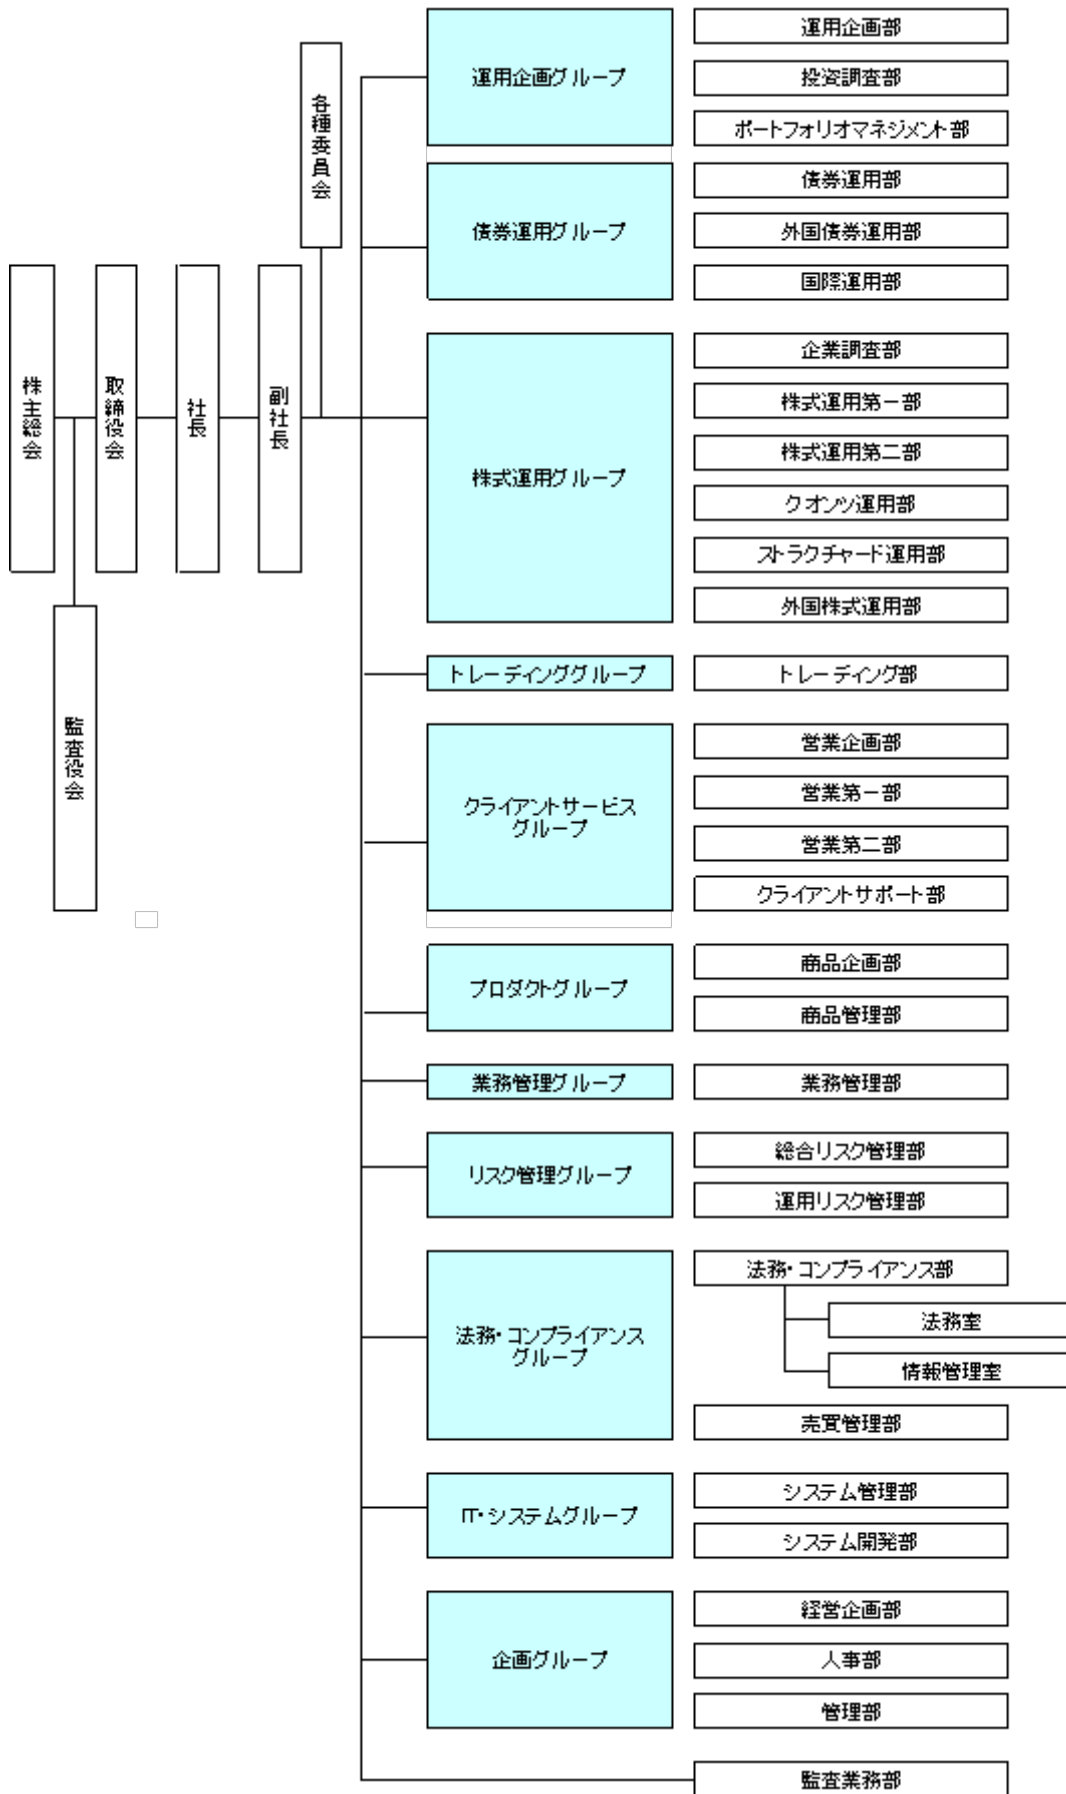 株主総会
監査役会
取締役会
社長
副社長
各種委員会
運用企画グループ
運用企画部
投資調査部
ポートフォリオマネジメント部
債券運用グループ
債券運用部
外国債券運用部
国際運用部
株式運用グループ
企業調査部
株式運用第一部
株式運用第二部
クオンツ運用部
ストラクチャード運用部
外国株式運用部
トレーディンググループ
トレーディング部
クライアントサービス
グループ
営業企画部
営業第一部
営業第二部
クライアントサポート部
プロダクトグループ
商品企画部
商品管理部
業務管理グループ
業務管理部
リスク管理グループ
総合リスク管理部
運用リスク管理部
法務・コンプライアンス
グループ
法務・コンプライアンス部
法務室
情報管理室
売買管理部
IT・システムグループ
システム管理部
システム開発部
企画グループ
経営企画部
人事部
管理部
監査業務部